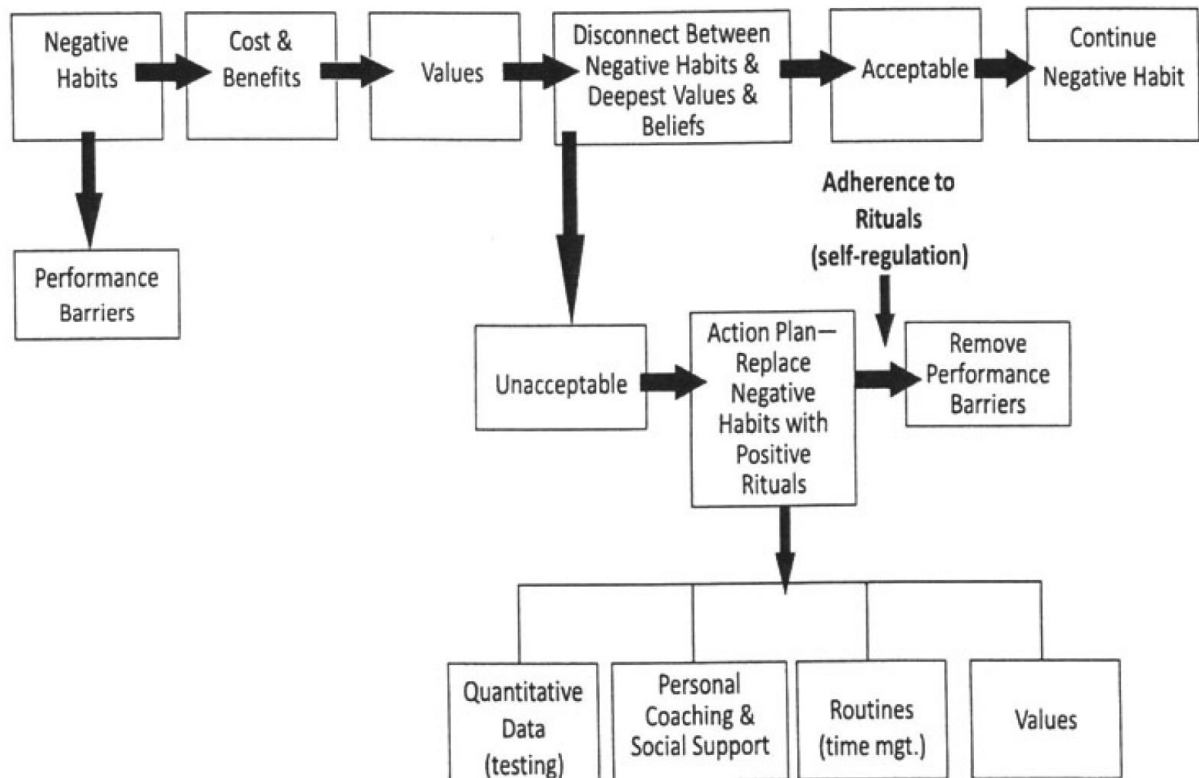 Negative
Habits
Cost &
Benefits
Values
Disconnect Between
Negative Habits &
Deepest Values &
Beliefs
Acceptable
Continue
Negative Habit
Performance
Barriers
Adherence to
Rituals
(self-regulation)
Unacceptable
Action Plan—
Replace
Negative
Habits with
Positive
Rituals
Remove
Performance
Barriers
Quantitative
Data
(testing)
Personal
Coaching &
Social Support
Routines
(time mgt.)
Values